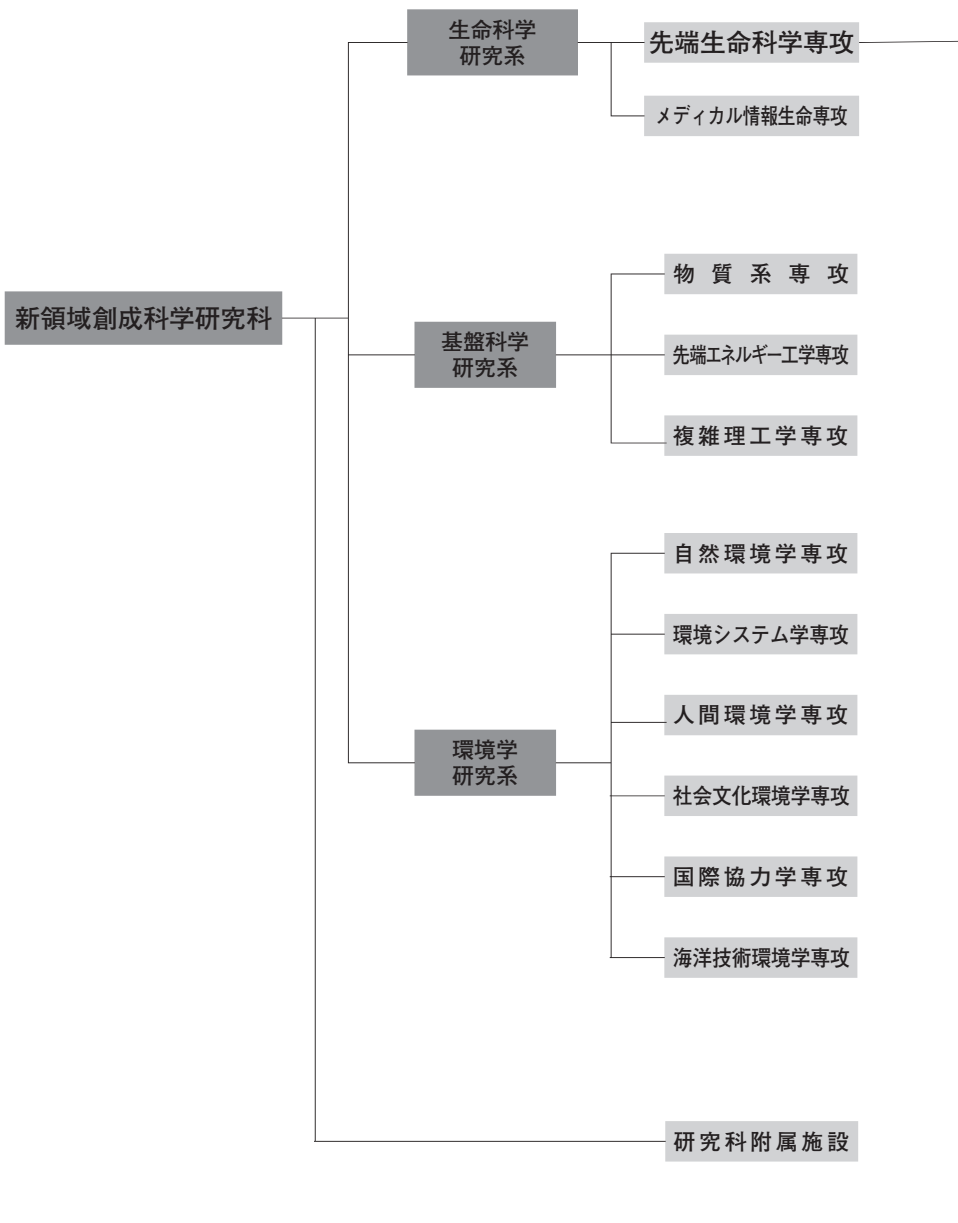 生命科学
研究系
先端生命科学専攻
メディカル情報生命専攻
新領域創成科学研究科
基盤科学
研究系
物質系専攻
先端エネルギー工学専攻
複雑理工学専攻
環境学
研究系
自然環境学専攻
環境システム学専攻
人間環境学専攻
社会文化環境学専攻
国際協力学専攻
海洋技術環境学専攻
研究科附属施設